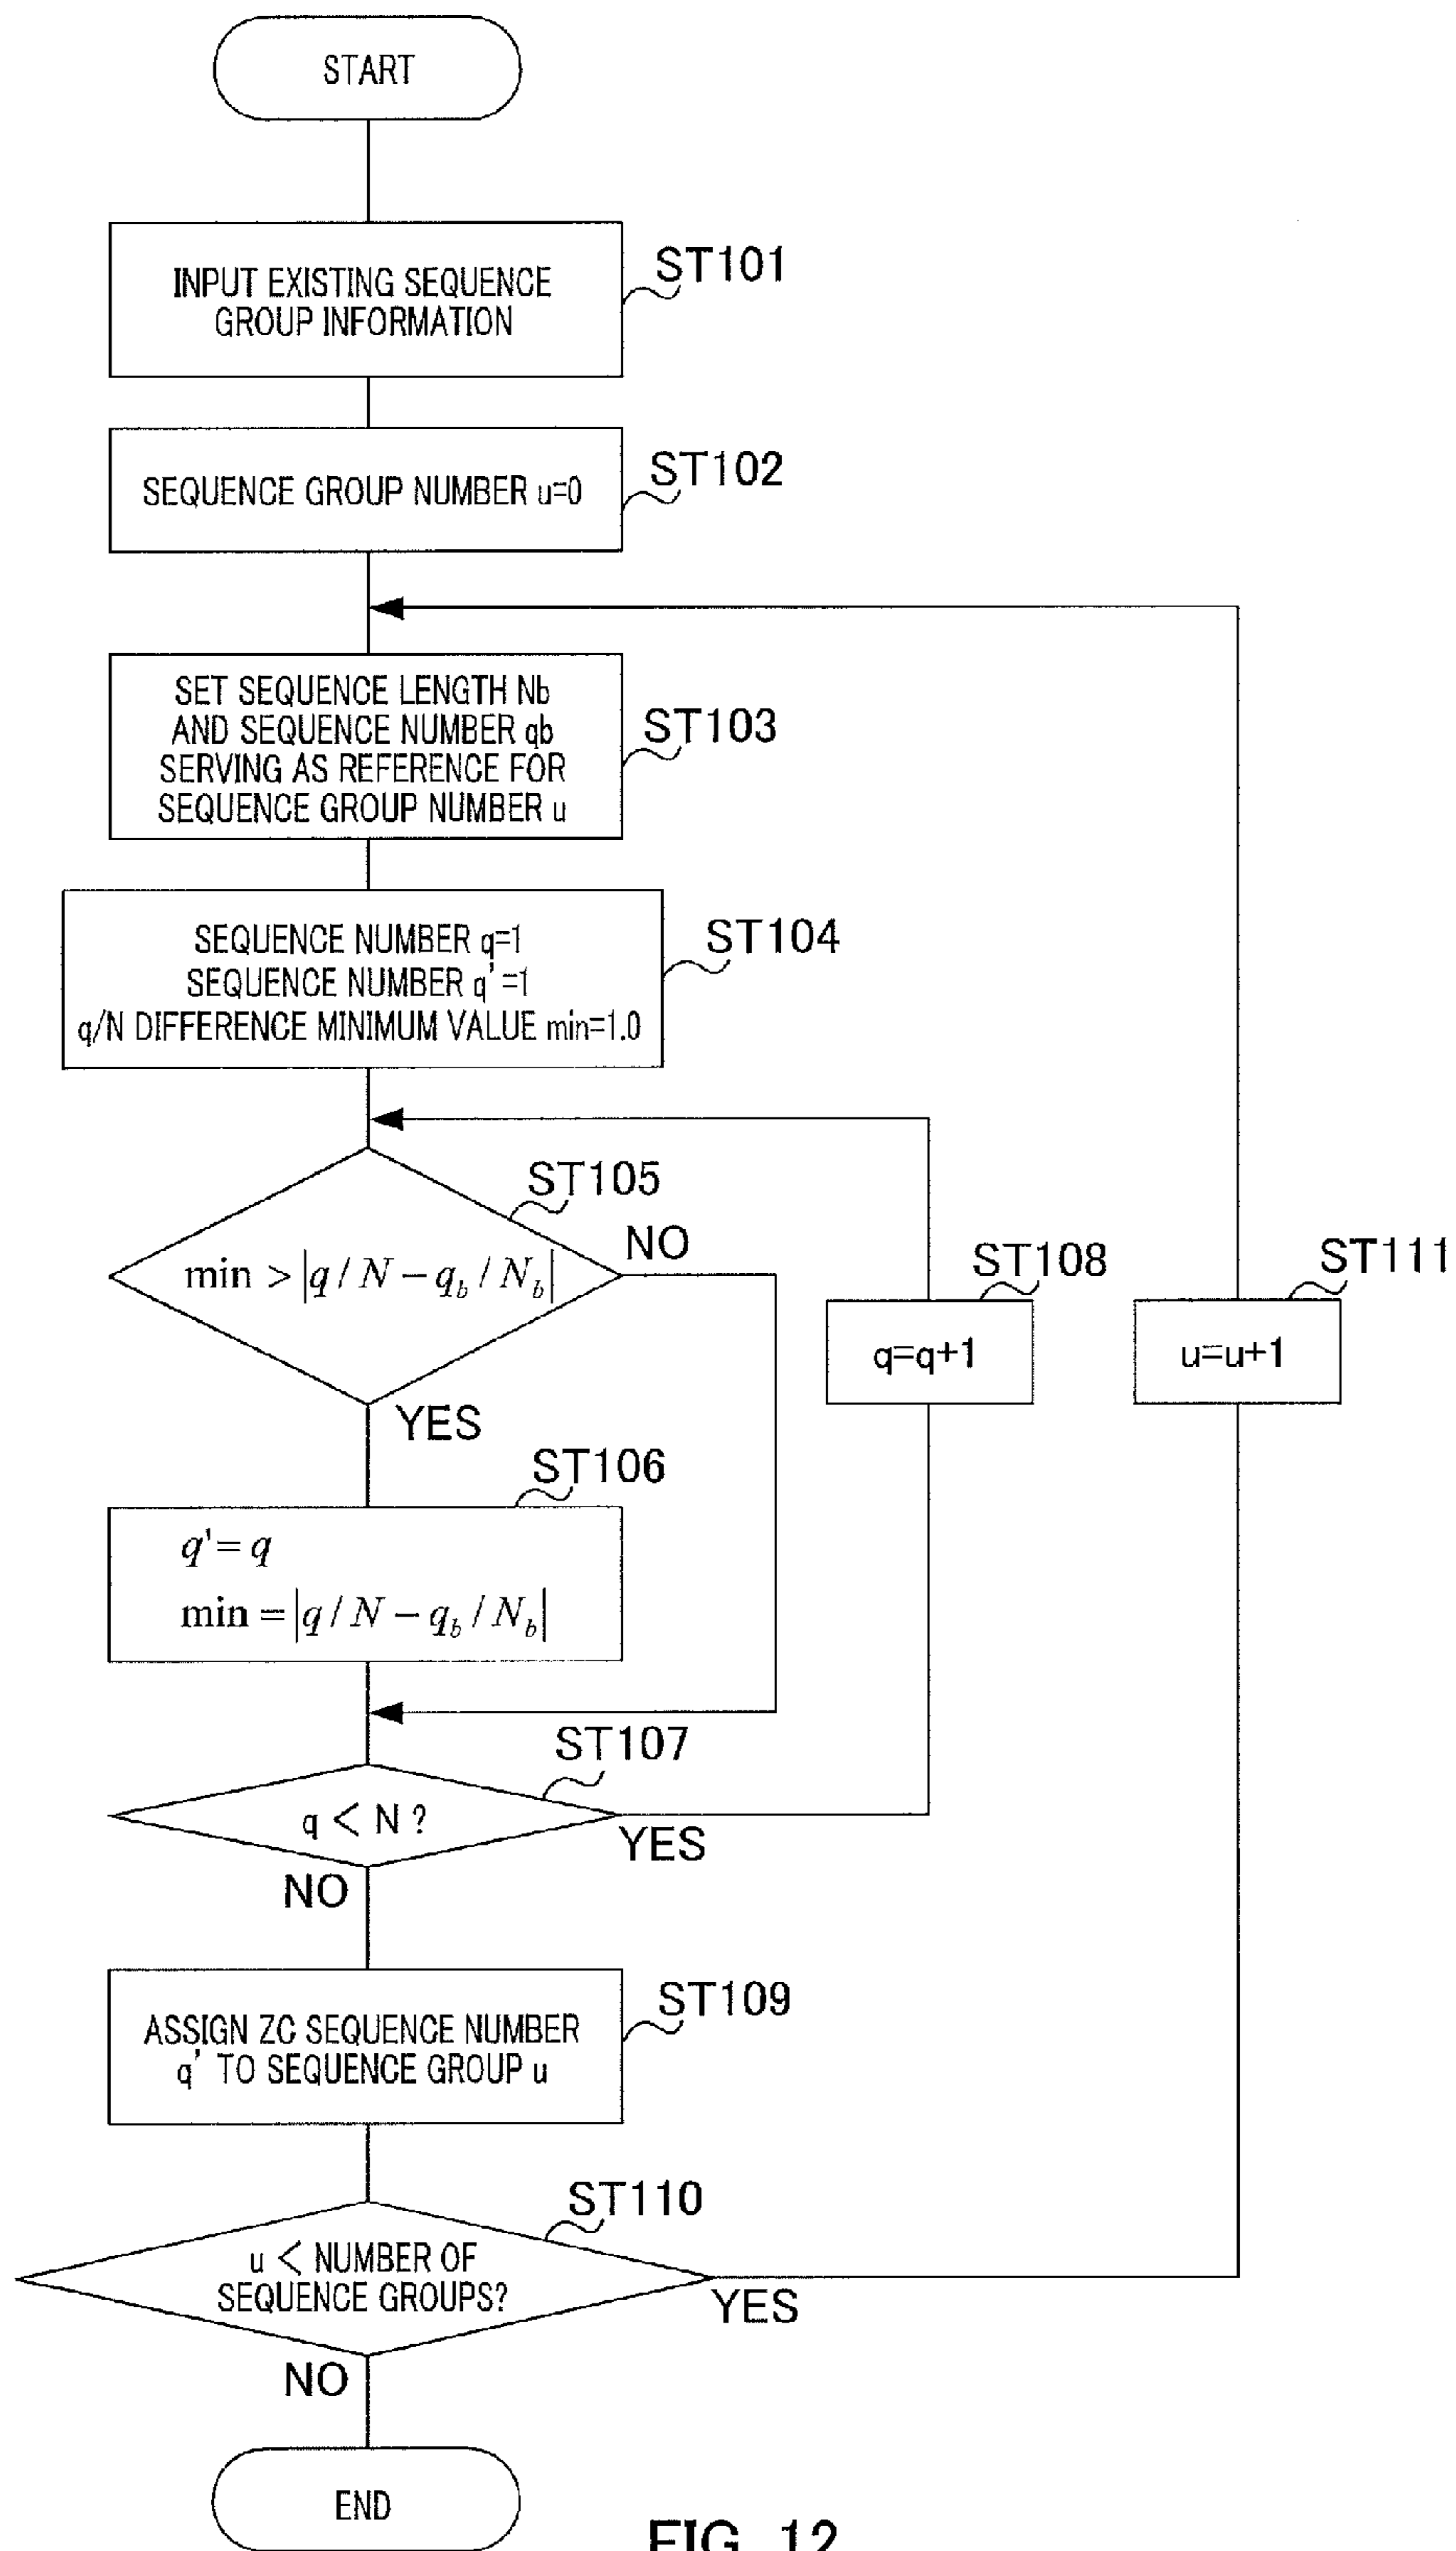 START
INPUT EXISTING SEQUENCE
GROUP INFORMATION
ST101
SEQUENCE GROUP NUMBER u=0
ST102
SET SEQUENCE LENGTH Nb
AND SEQUENCE NUMBER qb
SERVING AS REFERENCE FOR
SEQUENCE GROUP NUMBER u
ST103
SEQUENCE NUMBER q=1
SEQUENCE NUMBER q'=1
q/N DIFFERENCE MINIMUM VALUE min=1.0
ST104
ST105
min > |q / N − q_b / N_b|
NO
YES
ST108
q=q+1
ST111
u=u+1
ST106
q'= q
min = |q / N − q_b / N_b|
ST107
q < N ?
YES
NO
ASSIGN ZC SEQUENCE NUMBER
q' TO SEQUENCE GROUP u
ST109
ST110
u < NUMBER OF
SEQUENCE GROUPS?
YES
NO
END
FIG. 12